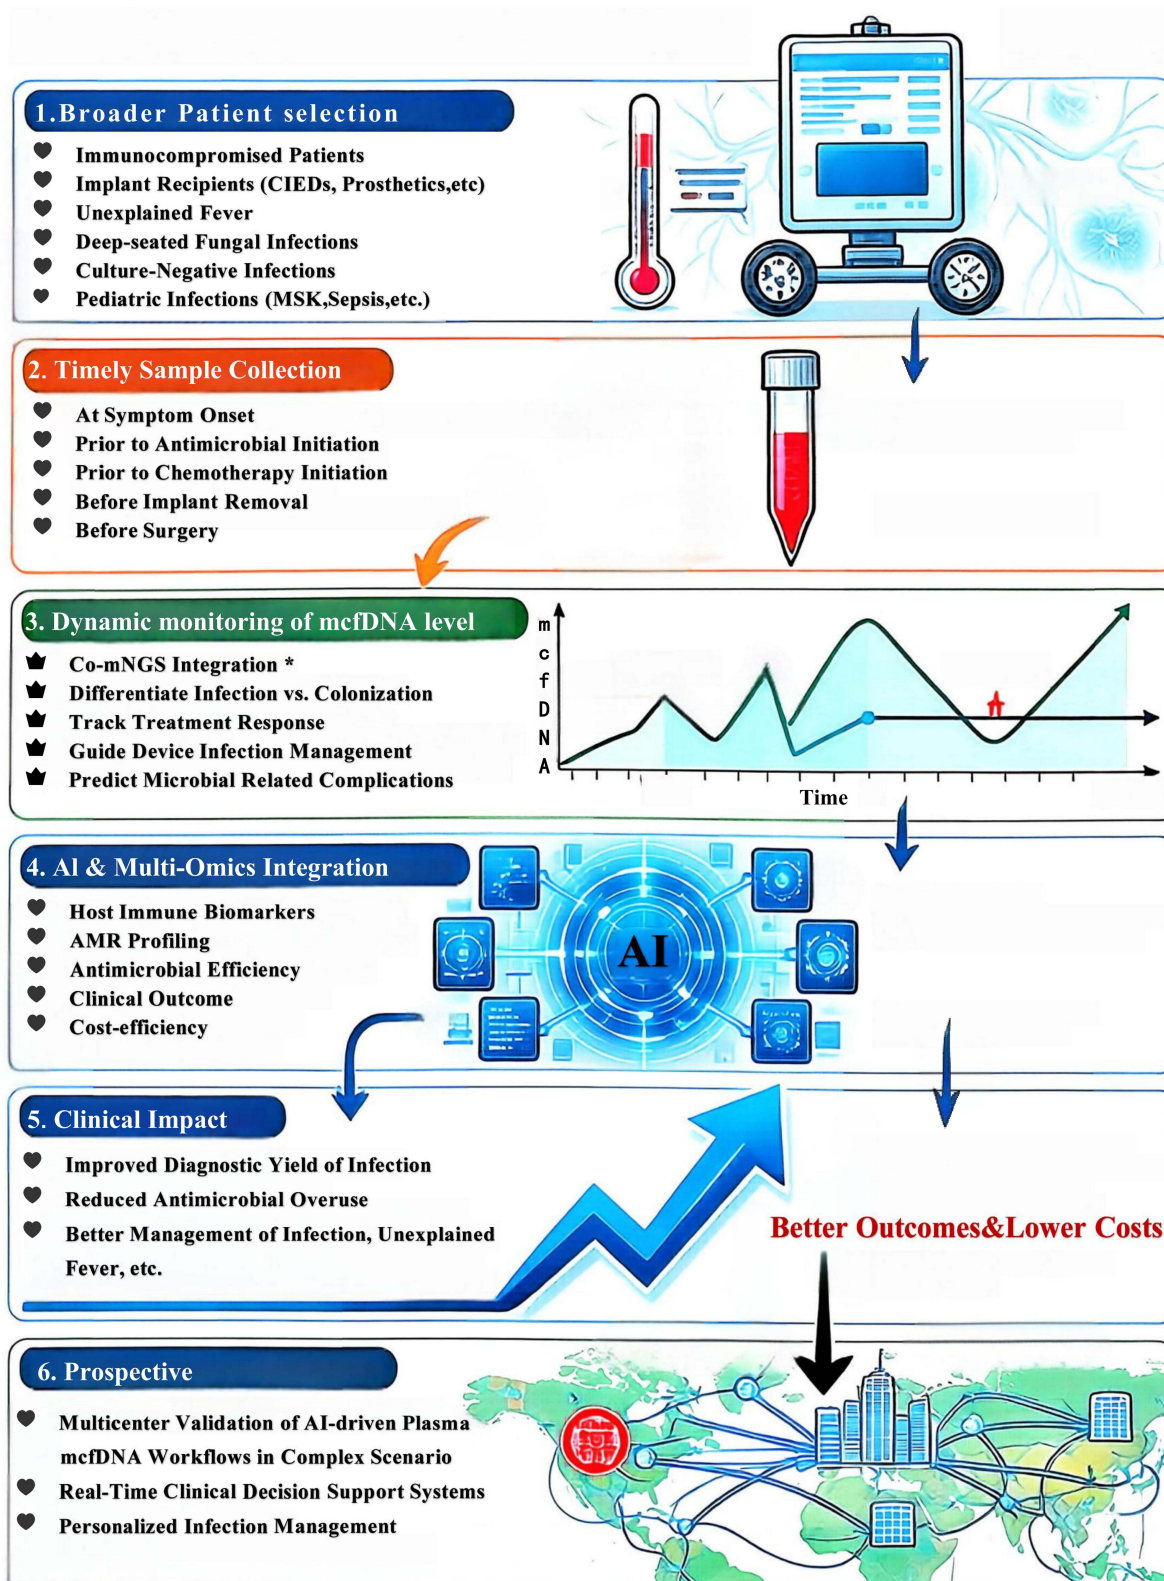 1.Broader Patient selection
Immunocompromised Patients
Implant Recipients (CIEDs, Prosthetics,etc)
Unexplained Fever
Deep-seated Fungal Infections
Culture-Negative Infections
Pediatric Infections (MSK,Sepsis,etc.)
2. Timely Sample Collection
At Symptom Onset
Prior to Antimicrobial Initiation
Prior to Chemotherapy Initiation
Before Implant Removal
Before Surgery
3. Dynamic monitoring of mcfDNA level
Co-mNGS Integration *
Differentiate Infection vs. Colonization
Track Treatment Response
Guide Device Infection Management
Predict Microbial Related Complications
mcfDNA
Time
4. Al & Multi-Omics Integration
Host Immune Biomarkers
AMR Profiling
Antimicrobial Efficiency
Clinical Outcome
Cost-efficiency
AI
5. Clinical Impact
Improved Diagnostic Yield of Infection
Reduced Antimicrobial Overuse
Better Management of Infection, Unexplained
Fever, etc.
Better Outcomes&Lower Costs
6. Prospective
Multicenter Validation of AI-driven Plasma
mcfDNA Workflows in Complex Scenario
Real-Time Clinical Decision Support Systems
Personalized Infection Management